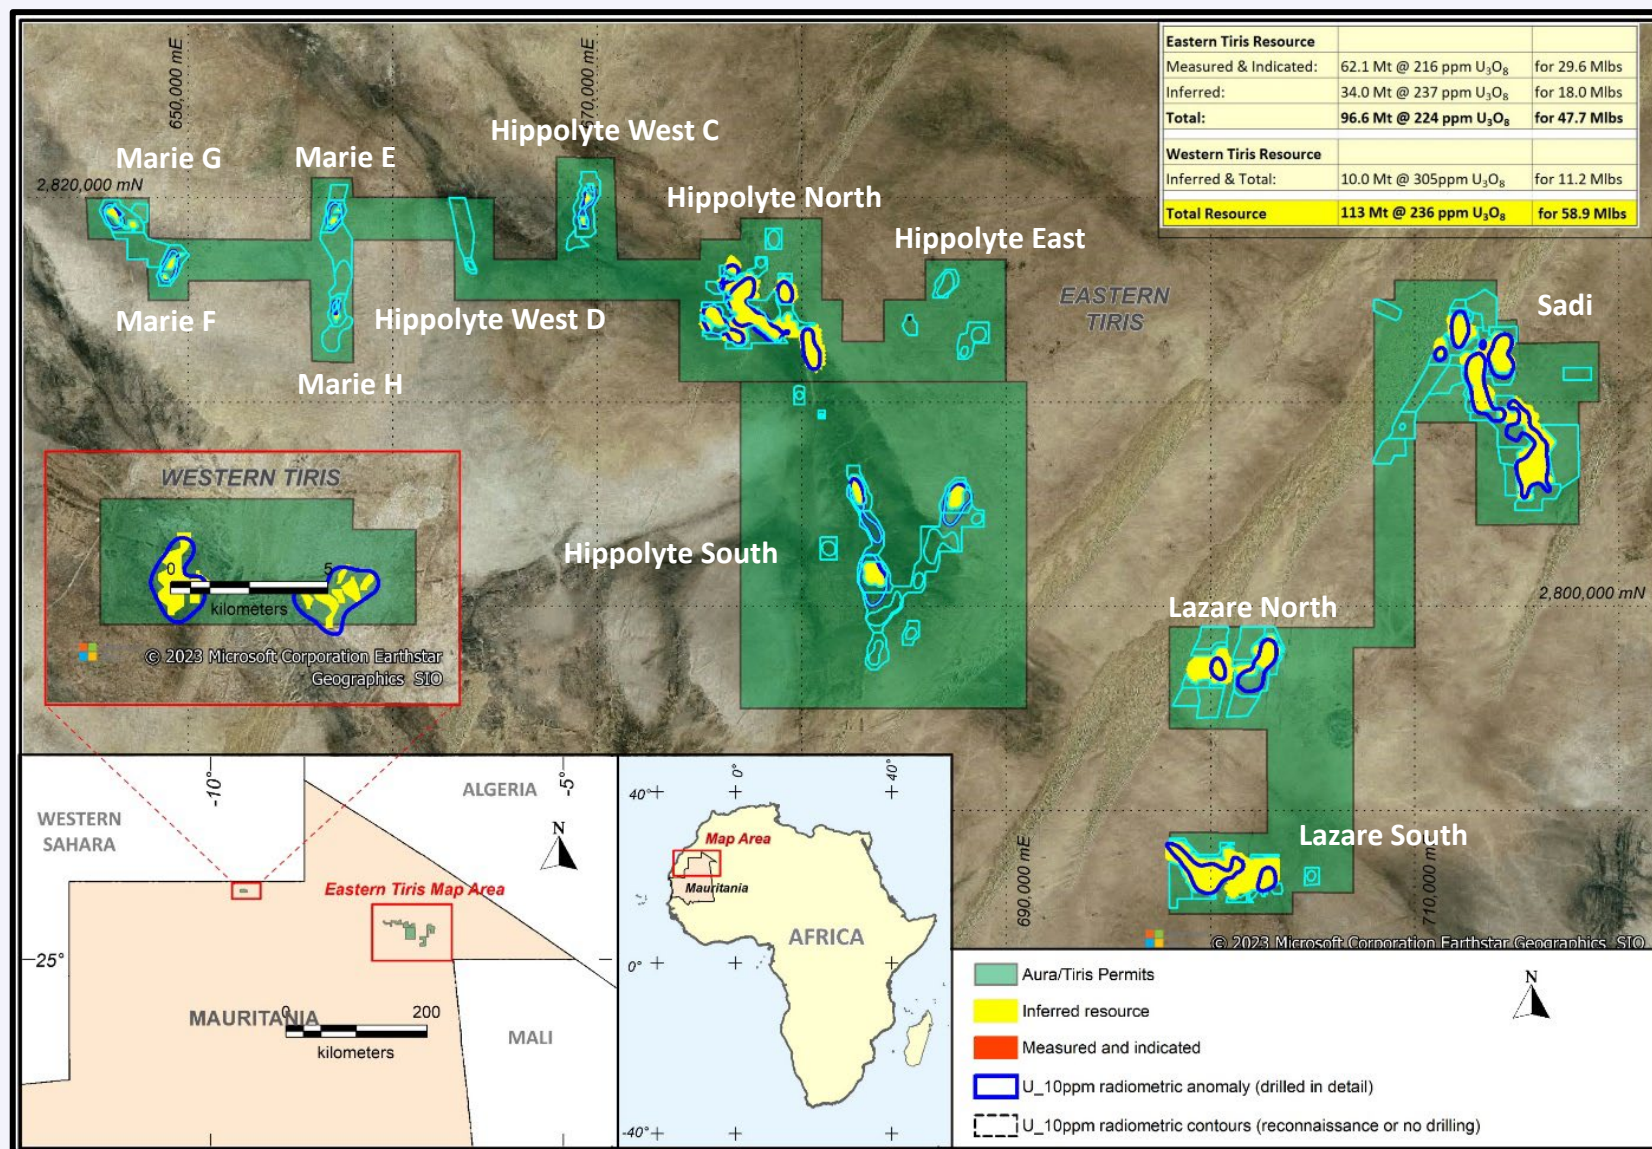 Eastern Tiris Resource
Measured & Indicated: 62.1 Mt @ 216 ppm U₃O₈ for 29.6 Mlbs
Inferred: 34.0 Mt @ 237 ppm U₃O₈ for 18.0 Mlbs
Total: 96.6 Mt @ 224 ppm U₃O₈ for 47.7 Mlbs
Western Tiris Resource
Inferred & Total: 10.0 Mt @ 305ppm U₃O₈ for 11.2 Mlbs
Total Resource 113 Mt @ 236 ppm U₃O₈ for 58.9 Mlbs
650,000 mE
670,000 mE
Hippolyte West C
Marie G
Marie E
2,820,000 mN
Hippolyte North
Hippolyte East
EASTERN
TIRIS
Sadi
Marie F
Hippolyte West D
Marie H
WESTERN TIRIS
0 5
kilometers
© 2023 Microsoft Corporation Earthstar
Geographics SIO
Hippolyte South
2,800,000 mN
Lazare North
Lazare South
690,000 mE
710,000 mE
© 2023 Microsoft Corporation Earthstar Geographics SIO
-10°
-5°
WESTERN
SAHARA
ALGERIA
N
Eastern Tiris Map Area
25°
MAURITANIA
0 200
kilometers
MALI
0°
40°
40°
Map Area
Mauritania
AFRICA
0°
-40°
Aura/Tiris Permits
Inferred resource
Measured and indicated
U_10ppm radiometric anomaly (drilled in detail)
U_10ppm radiometric contours (reconnaissance or no drilling)
N